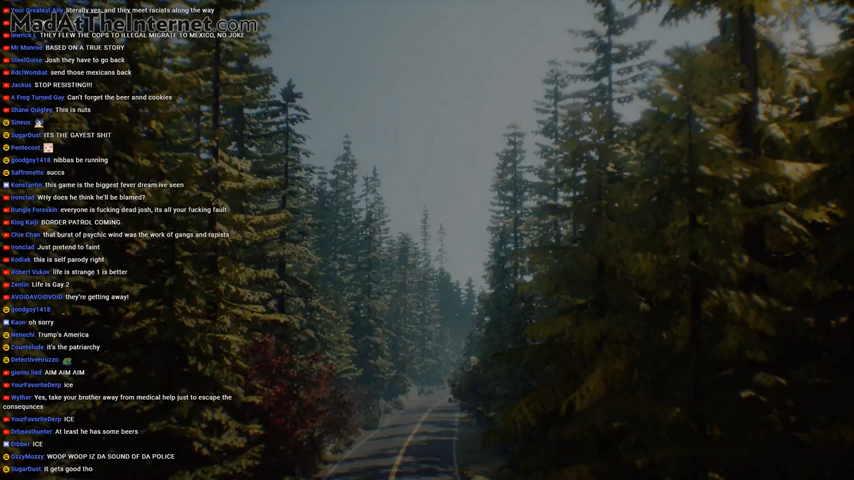 Your Greatest Ally literally yes, and they meet racists along the way
MadAtTheInternet.com
THEY FLEW THE COPS TO ILLEGAL MIGRATE TO MEXICO, NO JOKE
Mr Monroe BASED ON A TRUE STORY
SteelGuise Josh they have to go back
RdclWombat send those mexicans back
Jackus STOP RESISTING!!!
A Frog Turned Gay Can't forget the beer annd cookies
Shane Quigley This is nuts
Sineus
SugarDust ITS THE GAYEST SHIT
Pentecost
goodgoy1418 nibbas be running
Saffronette succs
Konstantin this game is the biggest fever dream ive seen
Ironclad WHy does he think he'll be blamed?
Rungle Foreskin everyone is fucking dead josh, its all your fucking fault
King Kaiji BORDER PATROL COMING
Chie Chan that burst of psychic wind was the work of gangs and rapists
Ironclad Just pretend to faint
Kodiak this is self parody right
Robert Vukov life is strange 1 is better
Zenlin Life is Gay 2
AVOIDAVOIDVOID they're getting away!
goodgoy1418
Kaon: oh sorry
Nenechi Trump's America
Countelude it's the patriarchy
DetectiveHruzzo
giorno lied AIM AIM AIM
YourFavoriteDerp ice
Wyther Yes, take your brother away from medical help just to escape the
consequnces
YourFavoriteDerp ICE
Drbeasthunter At least he has some beers
Dibber ICE
OzzyMozzy WOOP WOOP IZ DA SOUND OF DA POLICE
SugarDust It gets good tho